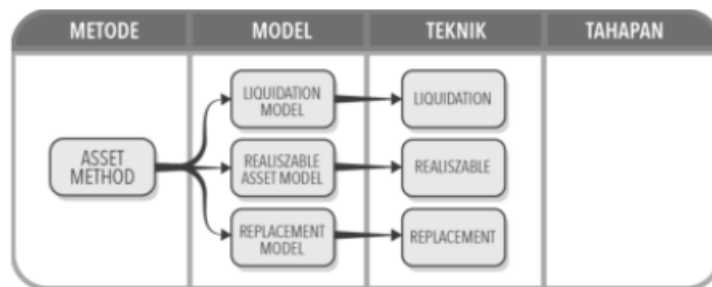 METODE MODEL TEKNIK TAHAPAN
LIQUIDATION
MODEL
LIQUIDATION
ASSET
METHOD
REALISZABLE
ASSET MODEL
REALISZABLE
REPLACEMENT
MODEL
REPLACEMENT